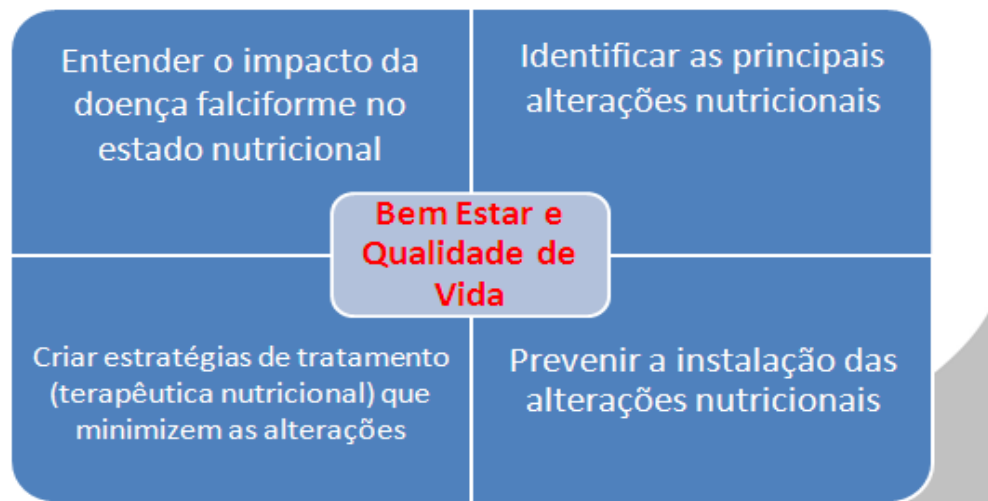 Entender o impacto da
doença falciforme no
estado nutricional
Identificar as principais
alterações nutricionais
Bem Estar e
Qualidade de
Vida
Criar estratégias de tratamento
(terapêutica nutricional) que
minimizem as alterações
Prevenir a instalação das
alterações nutricionais